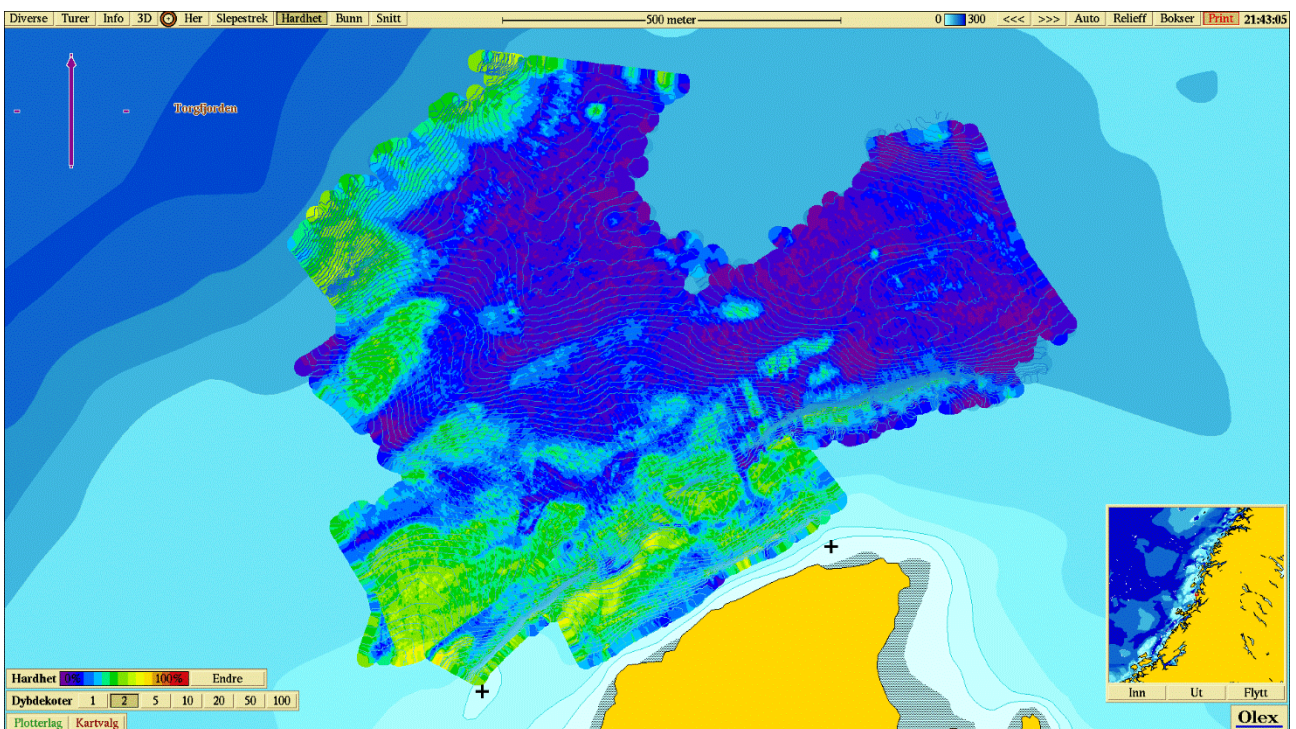 Diverse Turer Info 3D Her Slepestrek Hardhet Bunn Snitt 500 meter 0 300 <<< >>> Auto Relieff Bokser Print 21:43:05
Torgfjorden
Hardhet 0% 100% Endre
Dybdekoter 1 2 5 10 20 50 100
Plotterlag Kartvalg
Inn Ut Flytt
Olex